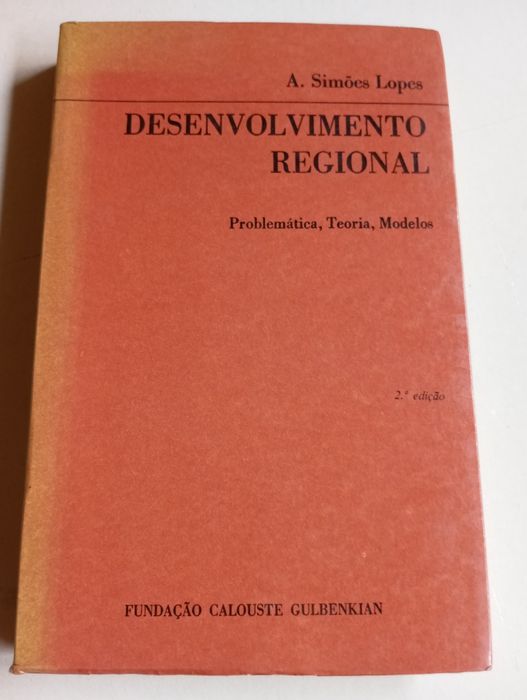 A. Simões Lopes
DESENVOLVIMENTO
REGIONAL
Problemática, Teoria, Modelos
2.ª edição
FUNDAÇÃO CALOUSTE GULBENKIAN